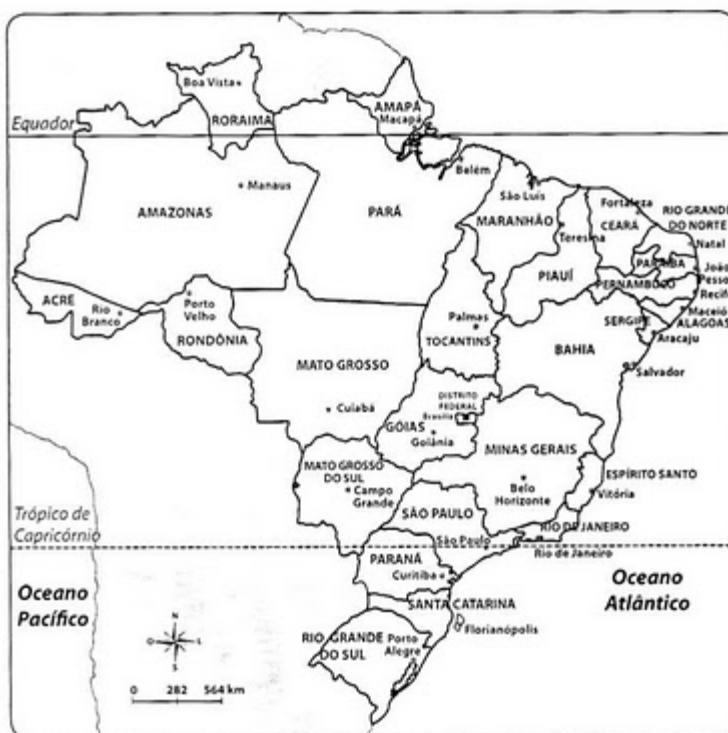 Boa Vista
RORAIMA
AMAPÁ
Macapá
Equador
Belém
Manaus
AMAZONAS
PARÁ
São Luís
MARANHÃO
Teresina
Fortaleza
CEARÁ
RIO GRANDE
DO NORTE
Natal
PARAÍBA
João
Pesso
PIAUÍ
PERNAMBUCO
Recife
Maceió
ALAGOAS
SERGIPE
Aracaju
ACRE
Rio
Branco
Porto
Velho
RONDÔNIA
Palmas
TOCANTINS
BAHIA
Salvador
MATO GROSSO
Cuiabá
DISTRITO
FEDERAL
Brasília
GÓIAS
Goiânia
MINAS GERAIS
Belo
Horizonte
ESPÍRITO SANTO
Vitória
MATO GROSSO
DO SUL
Campo
Grande
SÃO PAULO
São Paulo
RIO DE JANEIRO
Rio de Janeiro
Trópico de
Capricórnio
PARANÁ
Curitiba
Oceano
Pacífico
Oceano
Atlântico
SANTA CATARINA
Florianópolis
RIO GRANDE
DO SUL
Porto
Alegre
N
O
L
S
0 282 564 km